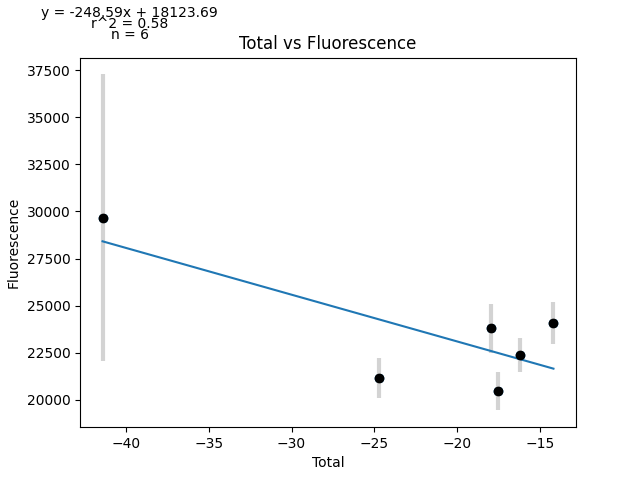 y = -248.59x + 18123.69
r^2 = 0.58
n = 6
Total vs Fluorescence
37500
35000
32500
30000
27500
25000
22500
20000
Fluorescence
−40
−35
−30
−25
−20
−15
Total